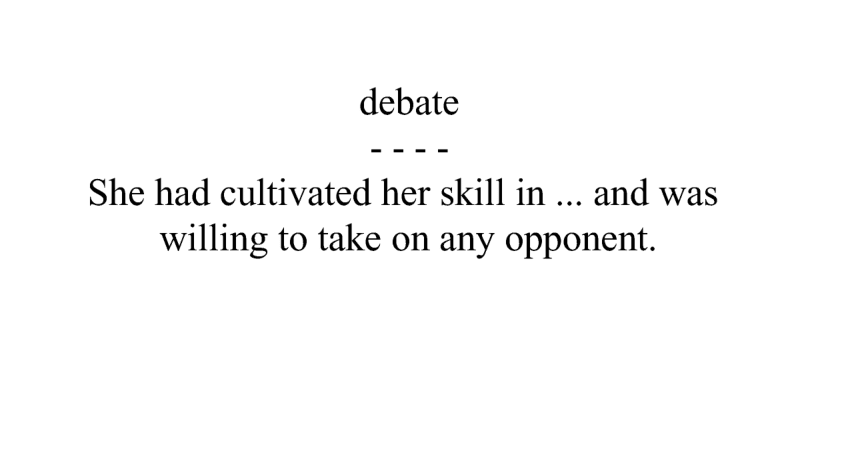 debate
- - - -
She had cultivated her skill in ... and was
willing to take on any opponent.